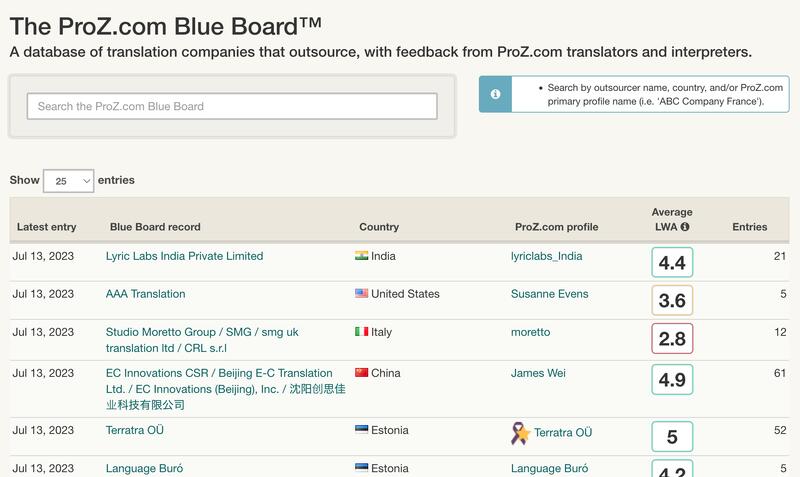 The ProZ.com Blue Board™
A database of translation companies that outsource, with feedback from ProZ.com translators and interpreters.
Search the ProZ.com Blue Board
• Search by outsourcer name, country, and/or ProZ.com
primary profile name (i.e. 'ABC Company France').
Show 25 entries
Latest entry Blue Board record Country ProZ.com profile Average LWA Entries
Jul 13, 2023 Lyric Labs India Private Limited India lyriclabs_India 4.4 21
Jul 13, 2023 AAA Translation United States Susanne Evens 3.6 5
Jul 13, 2023 Studio Moretto Group / SMG / smg uk Italy moretto 2.8 12
translation ltd / CRL s.r.l
Jul 13, 2023 EC Innovations CSR / Beijing E-C Translation China James Wei 4.9 61
Ltd. / EC Innovations (Beijing), Inc. / 沈阳创思佳
业科技有限公司
Jul 13, 2023 Terratra OÜ Estonia Terratra OÜ 5 52
Jul 13, 2023 Language Buró Estonia Language Buró 4.2 5